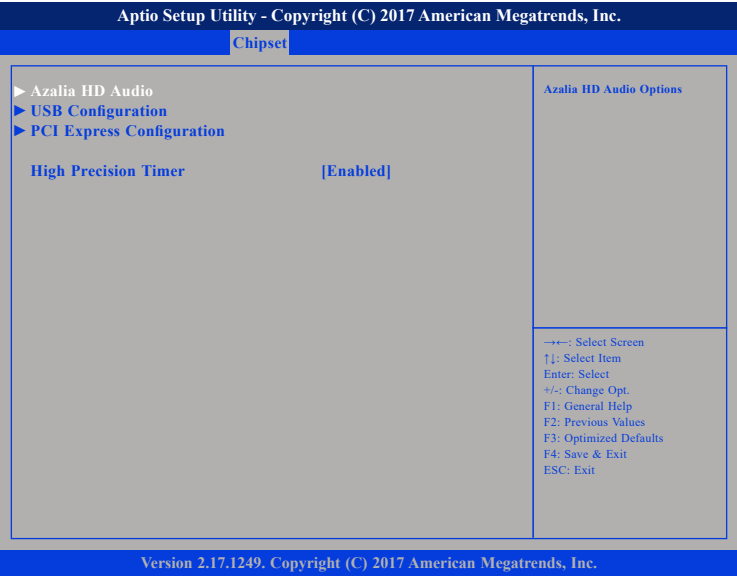 Aptio Setup Utility - Copyright (C) 2017 American Megatrends, Inc.
Chipset
► Azalia HD Audio
► USB Configuration
► PCI Express Configuration
High Precision Timer [Enabled]
Azalia HD Audio Options
→←: Select Screen
↑↓: Select Item
Enter: Select
+/-: Change Opt.
F1: General Help
F2: Previous Values
F3: Optimized Defaults
F4: Save & Exit
ESC: Exit
Version 2.17.1249. Copyright (C) 2017 American Megatrends, Inc.